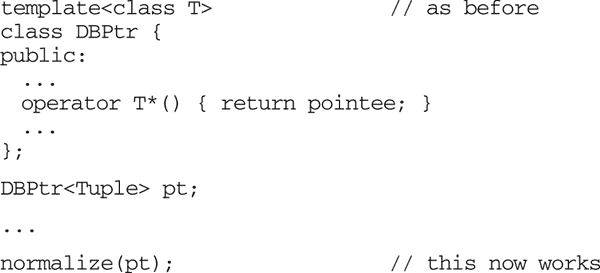 template<class T>                // as before
class DBPtr {
public:
  ...
  operator T*() { return pointee; }
  ...
};
DBPtr<Tuple> pt;
...
normalize(pt);                   // this now works